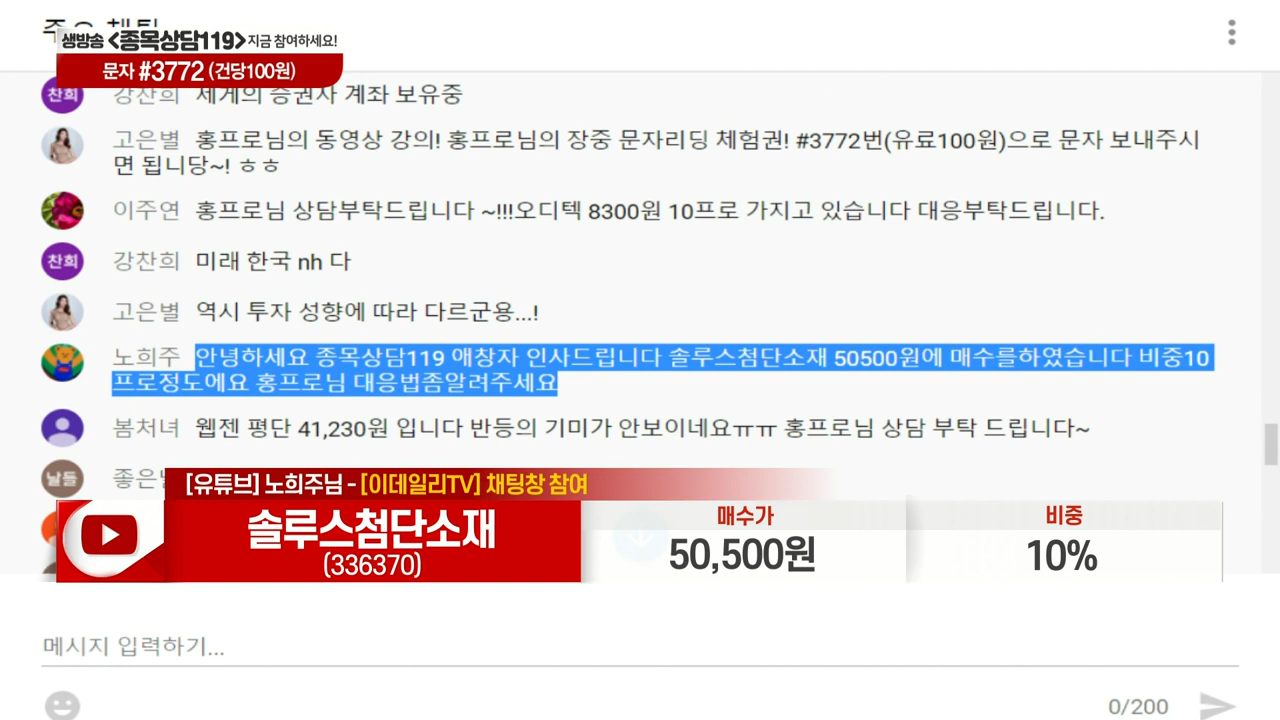 주요 채팅
생방송 <종목상담119> 지금 참여하세요!
문자 #3772 (건당100원)
찬희 강찬희 세계의 증권사 계좌 보유중
고은별 홍프로님의 동영상 강의! 홍프로님의 장중 문자리딩 체험권! #3772번(유료100원)으로 문자 보내주시
면 됩니당~! ㅎㅎ
이주연 홍프로님 상담부탁드립니다 ~!!!오디텍 8300원 10프로 가지고 있습니다 대응부탁드립니다.
찬희 강찬희 미래 한국 nh 다
고은별 역시 투자 성향에 따라 다르군용...!
노희주 안녕하세요 종목상담119 애창자 인사드립니다 솔루스첨단소재 50500원에 매수를하였습니다 비중10
프로정도에요 홍프로님 대응법좀알려주세요
봄처녀 웹젠 평단 41,230원 입니다 반등의 기미가 안보이네요ㅠㅠ 홍프로님 상담 부탁 드립니다~
날들 좋은
[유튜브] 노희주님 - [이데일리TV] 채팅창 참여
솔루스첨단소재
(336370)
매수가
50,500원
비중
10%
메시지 입력하기...
0/200